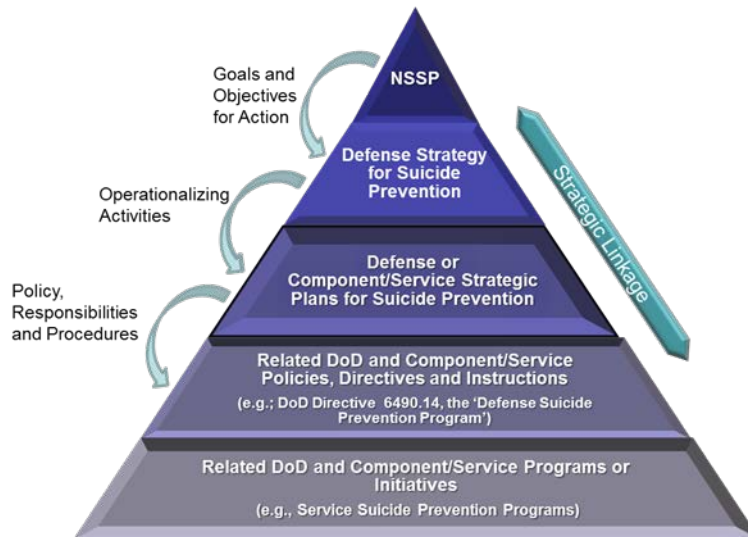 NSSP
Goals and
Objectives
for Action
Defense Strategy
for Suicide
Prevention
Operationalizing
Activities
Strategic Linkage
Defense or
Component/Service Strategic
Plans for Suicide Prevention
Policy,
Responsibilities
and Procedures
Related DoD and Component/Service
Policies, Directives and Instructions
(e.g.; DoD Directive 6490.14, the 'Defense Suicide
Prevention Program')
Related DoD and Component/Service Programs or
Initiatives
(e.g., Service Suicide Prevention Programs)